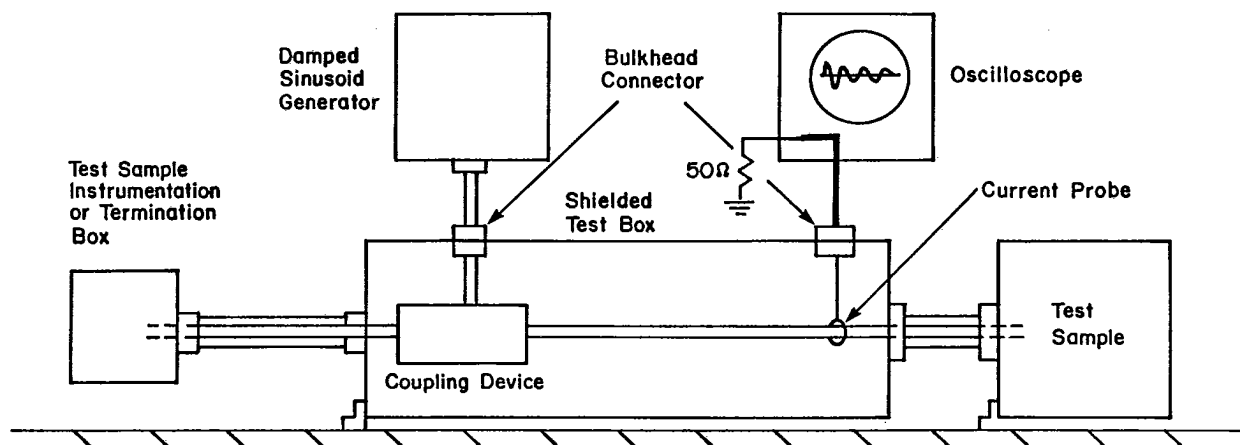 Damped
Sinusoid
Generator
Bulkhead
Connector
Oscilloscope
50Ω
Test Sample
Instrumentation
or Termination
Box
Shielded
Test Box
Current Probe
Coupling Device
Test
Sample